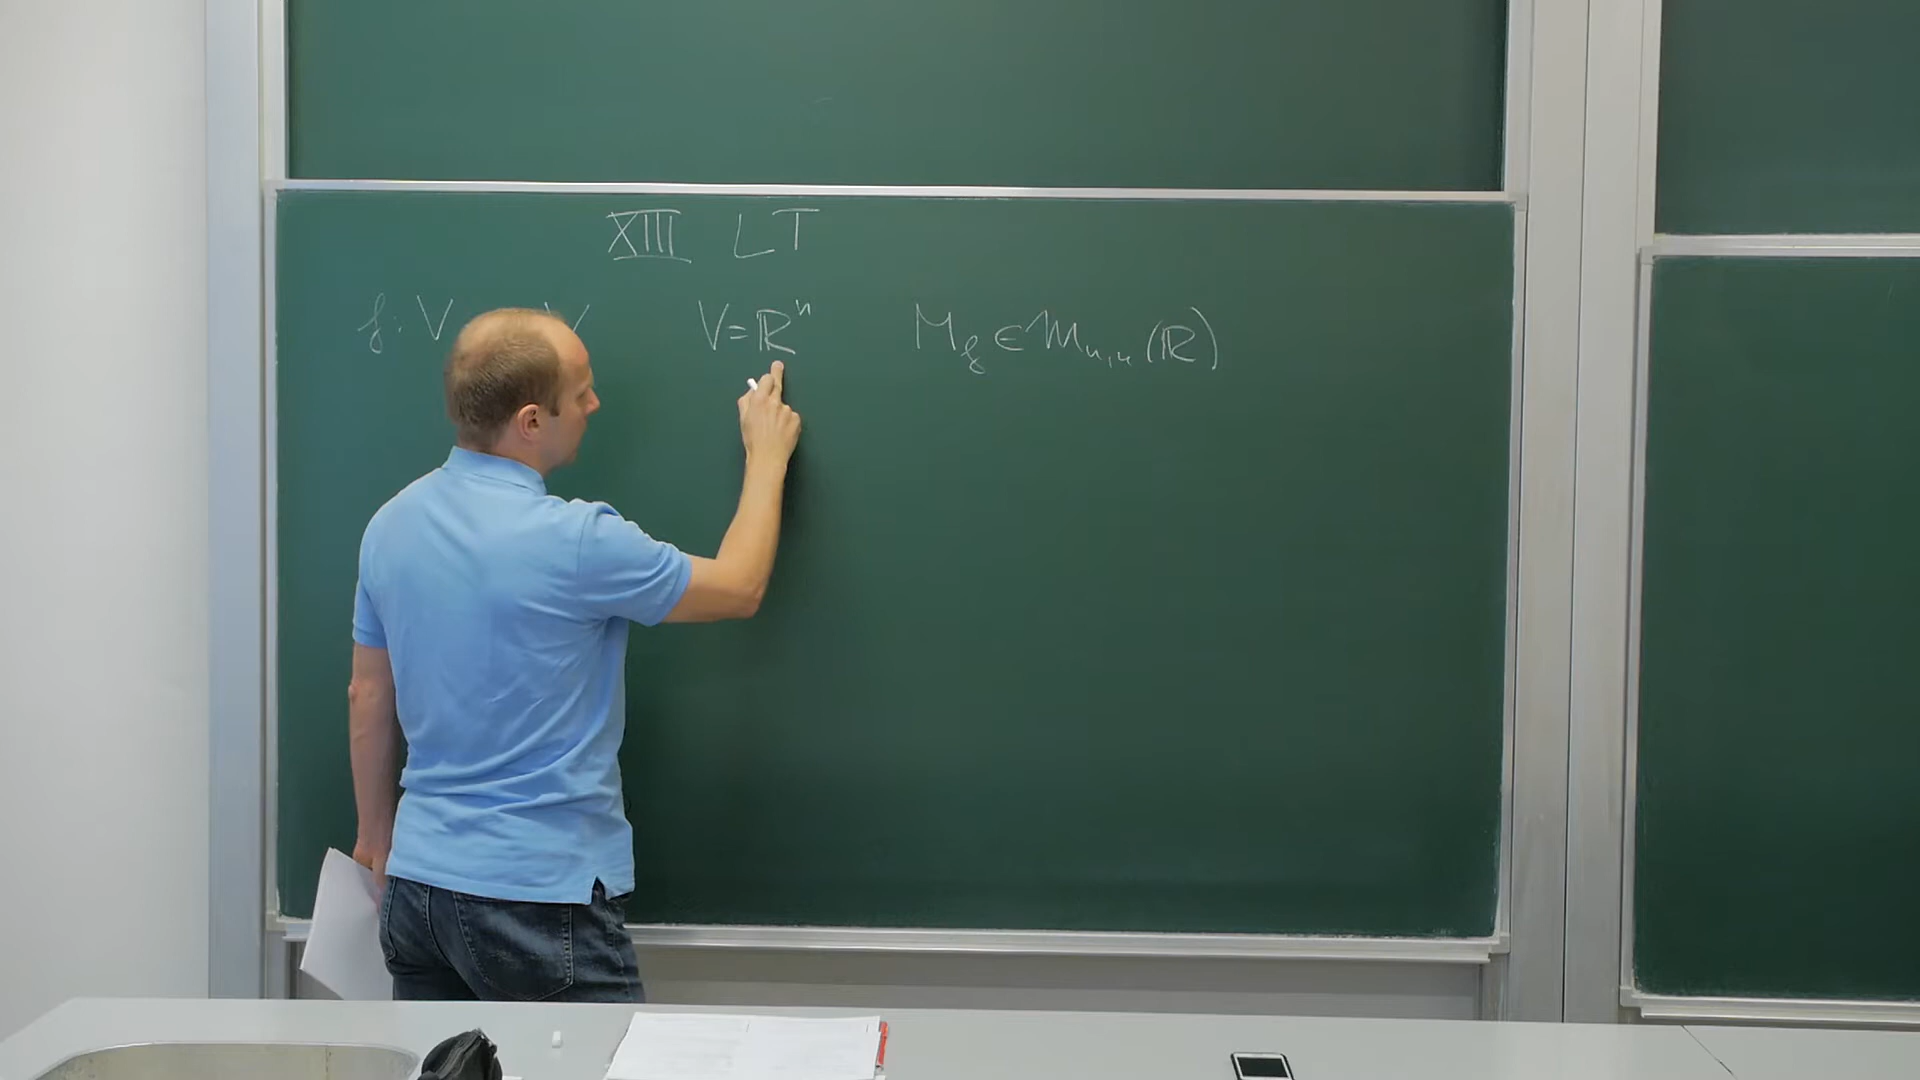 XIII LT
f: V V V=ℝⁿ M_f ∈ M_{n,n}(ℝ)